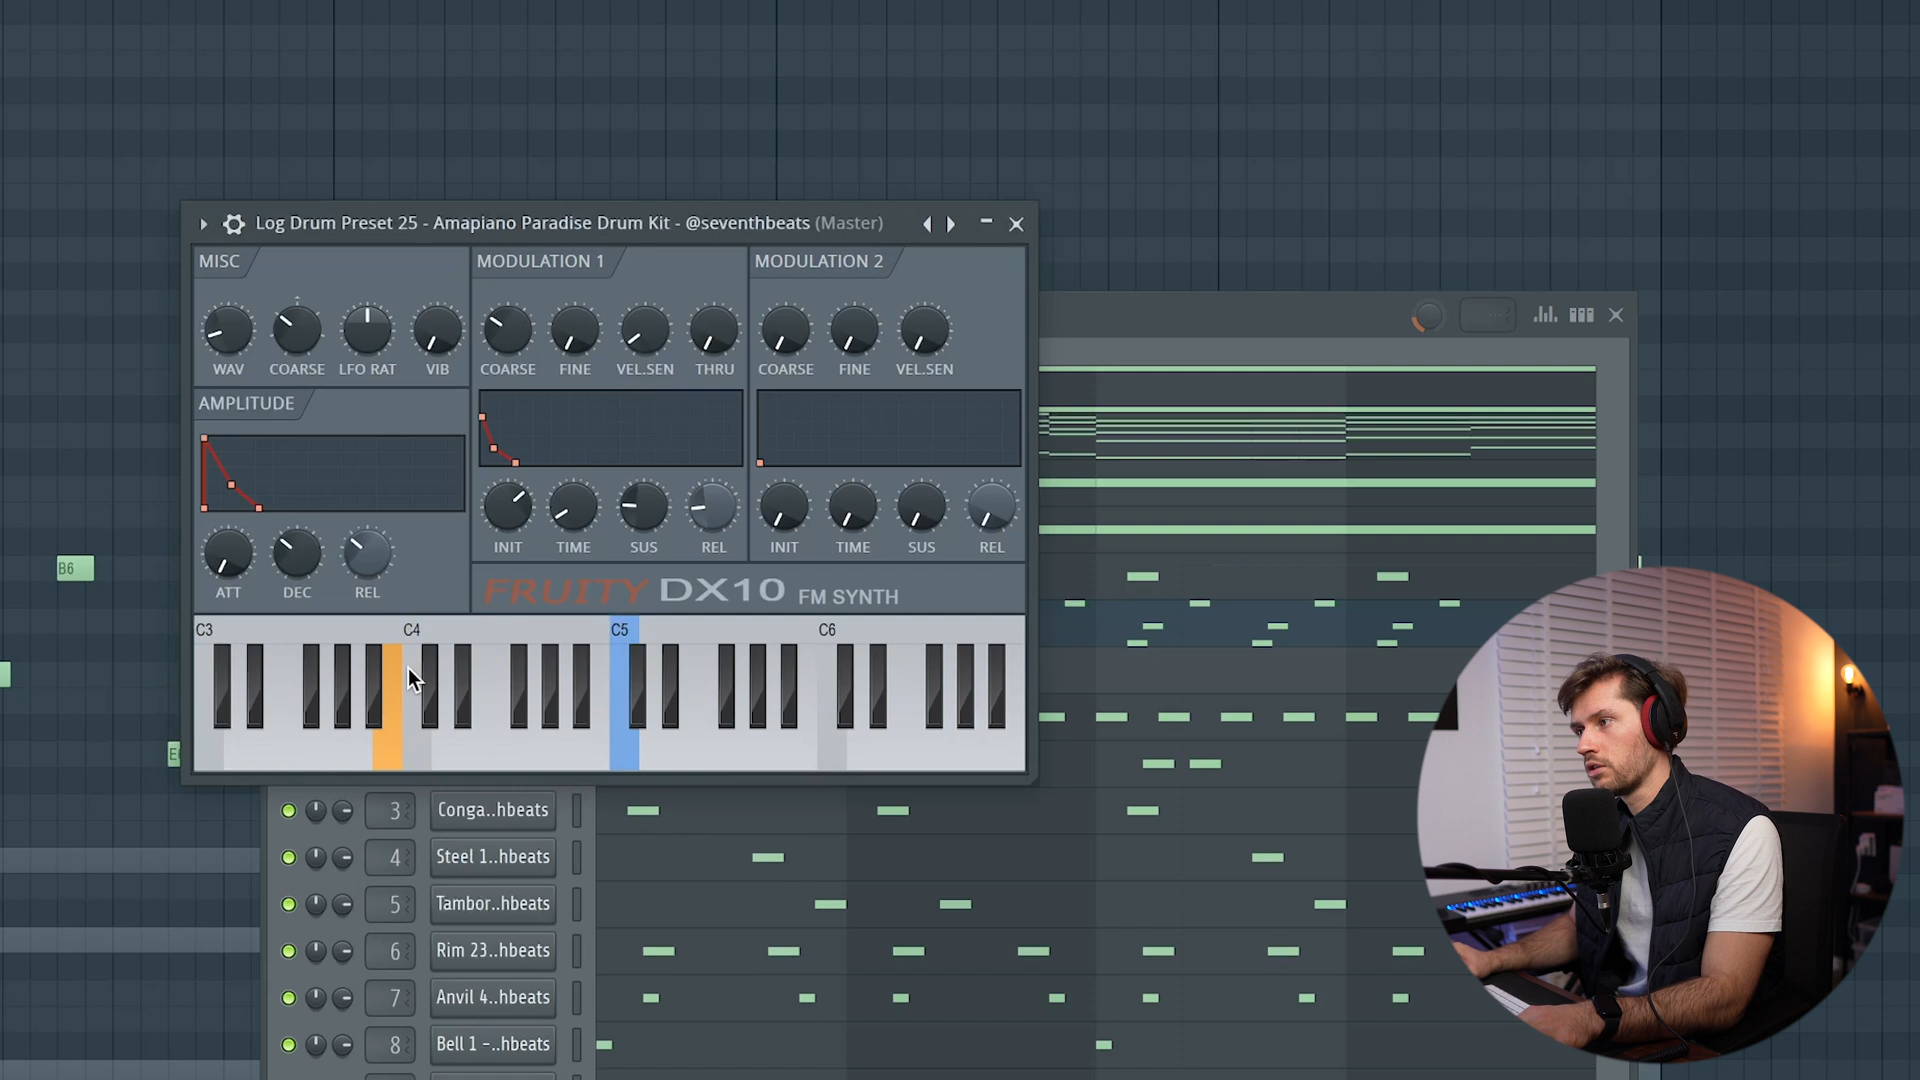 Log Drum Preset 25 - Amapiano Paradise Drum Kit - @seventhbeats (Master)
MISC
MODULATION 1
MODULATION 2
WAV COARSE LFO RAT VIB
COARSE FINE VEL.SEN THRU
COARSE FINE VEL.SEN
AMPLITUDE
INIT TIME SUS REL
INIT TIME SUS REL
ATT DEC REL
FRUITY DX10 FM SYNTH
C3 C4 C5 C6
B6
3 Conga..hbeats
4 Steel 1..hbeats
5 Tambor..hbeats
6 Rim 23..hbeats
7 Anvil 4..hbeats
8 Bell 1 -..hbeats